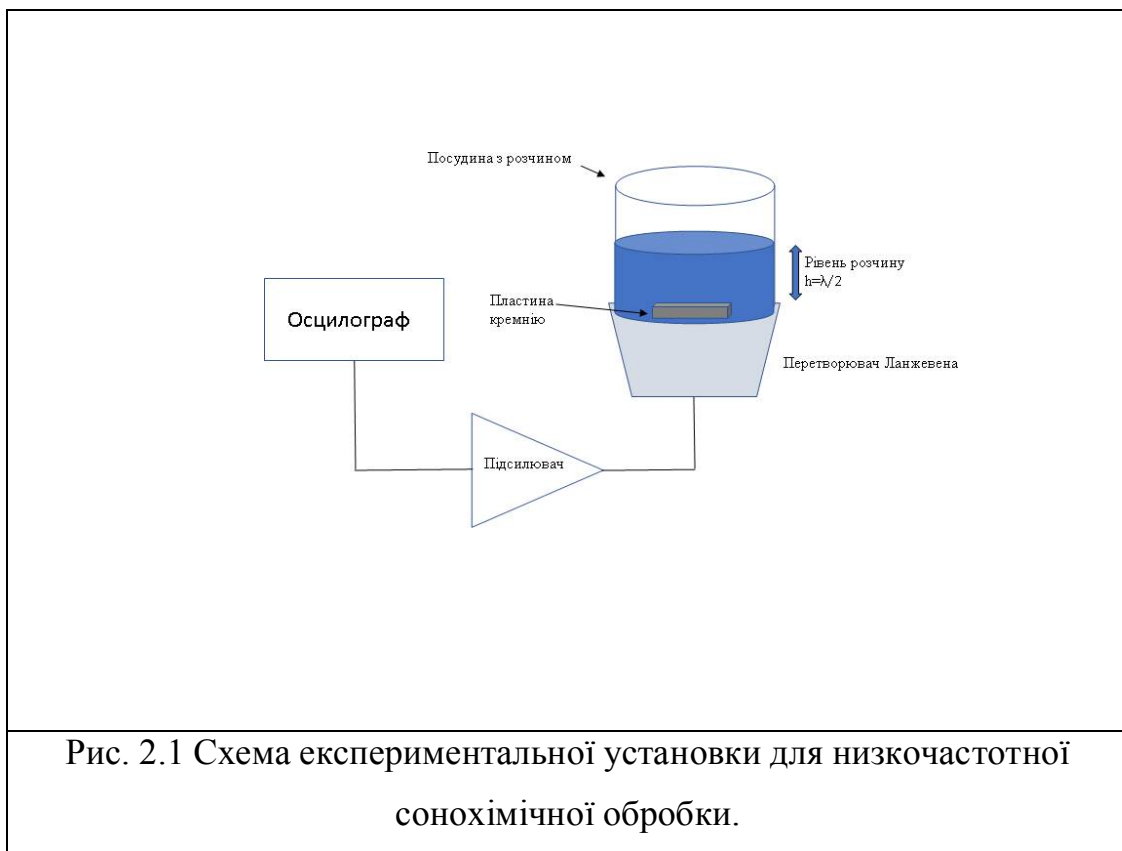 Посудина з розчином
Рівень розчину
h=λ/2
Пластина
кремнію
Осцилограф
Перетворювач Ланжевена
Підсилювач
Рис. 2.1 Схема експериментальної установки для низкочастотної
сонохімічної обробки.